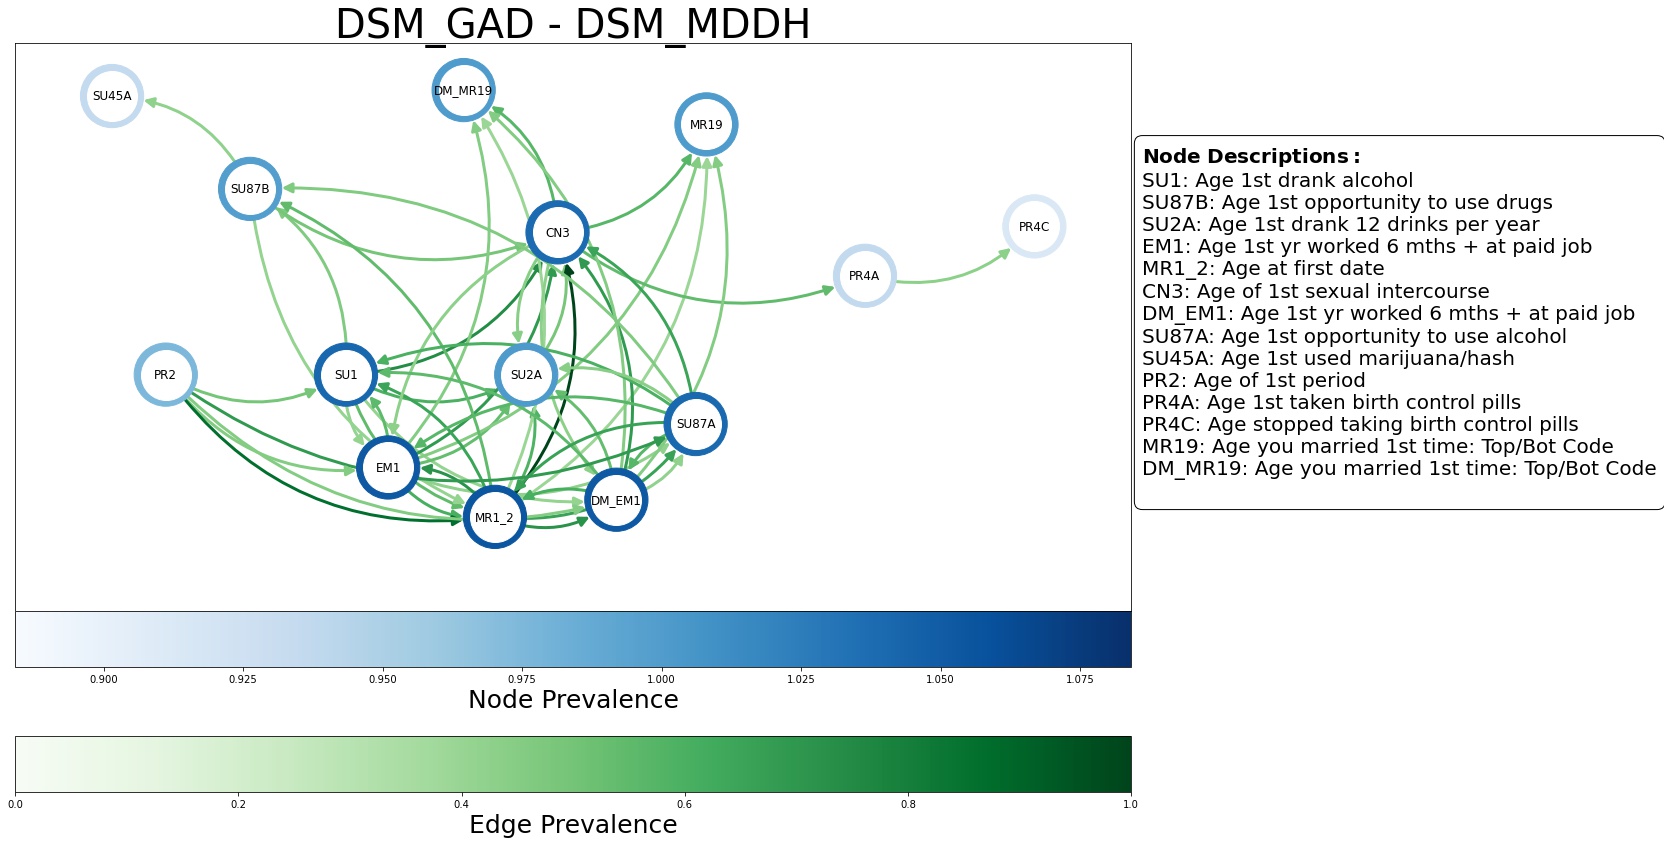 DSM_GAD - DSM_MDDH
SU45A
DM_MR19
MR19
SU87B
CN3
PR4C
PR4A
PR2
SU1
SU2A
SU87A
EM1
MR1_2
DM_EM1
Node Descriptions:
SU1: Age 1st drank alcohol
SU87B: Age 1st opportunity to use drugs
SU2A: Age 1st drank 12 drinks per year
EM1: Age 1st yr worked 6 mths + at paid job
MR1_2: Age at first date
CN3: Age of 1st sexual intercourse
DM_EM1: Age 1st yr worked 6 mths + at paid job
SU87A: Age 1st opportunity to use alcohol
SU45A: Age 1st used marijuana/hash
PR2: Age of 1st period
PR4A: Age 1st taken birth control pills
PR4C: Age stopped taking birth control pills
MR19: Age you married 1st time: Top/Bot Code
DM_MR19: Age you married 1st time: Top/Bot Code
0.900 0.925 0.950 0.975 1.000 1.025 1.050 1.075
Node Prevalence
0.0 0.2 0.4 0.6 0.8 1.0
Edge Prevalence